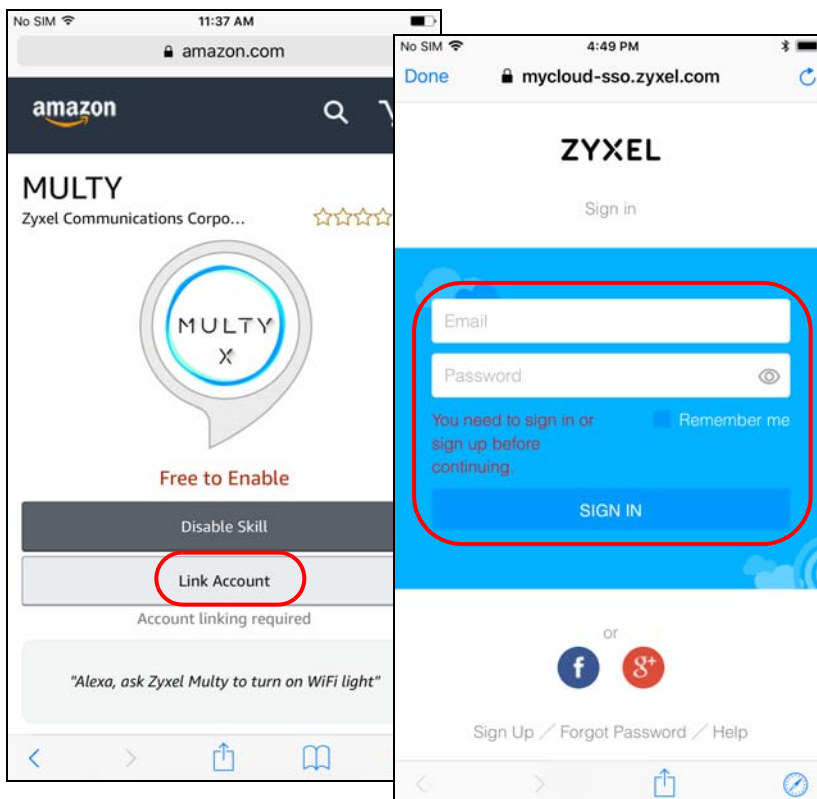 No SIM 11:37 AM
amazon.com
amazon
MULTY
Zyxel Communications Corpo...
MULTY
X
Free to Enable
Disable Skill
Link Account
Account linking required
"Alexa, ask Zyxel Multy to turn on WiFi light"
No SIM 4:49 PM
Done mycloud-sso.zyxel.com
ZYXEL
Sign in
Email
Password
You need to sign in or
sign up before
continuing.
Remember me
SIGN IN
or
f g+
Sign Up / Forgot Password / Help